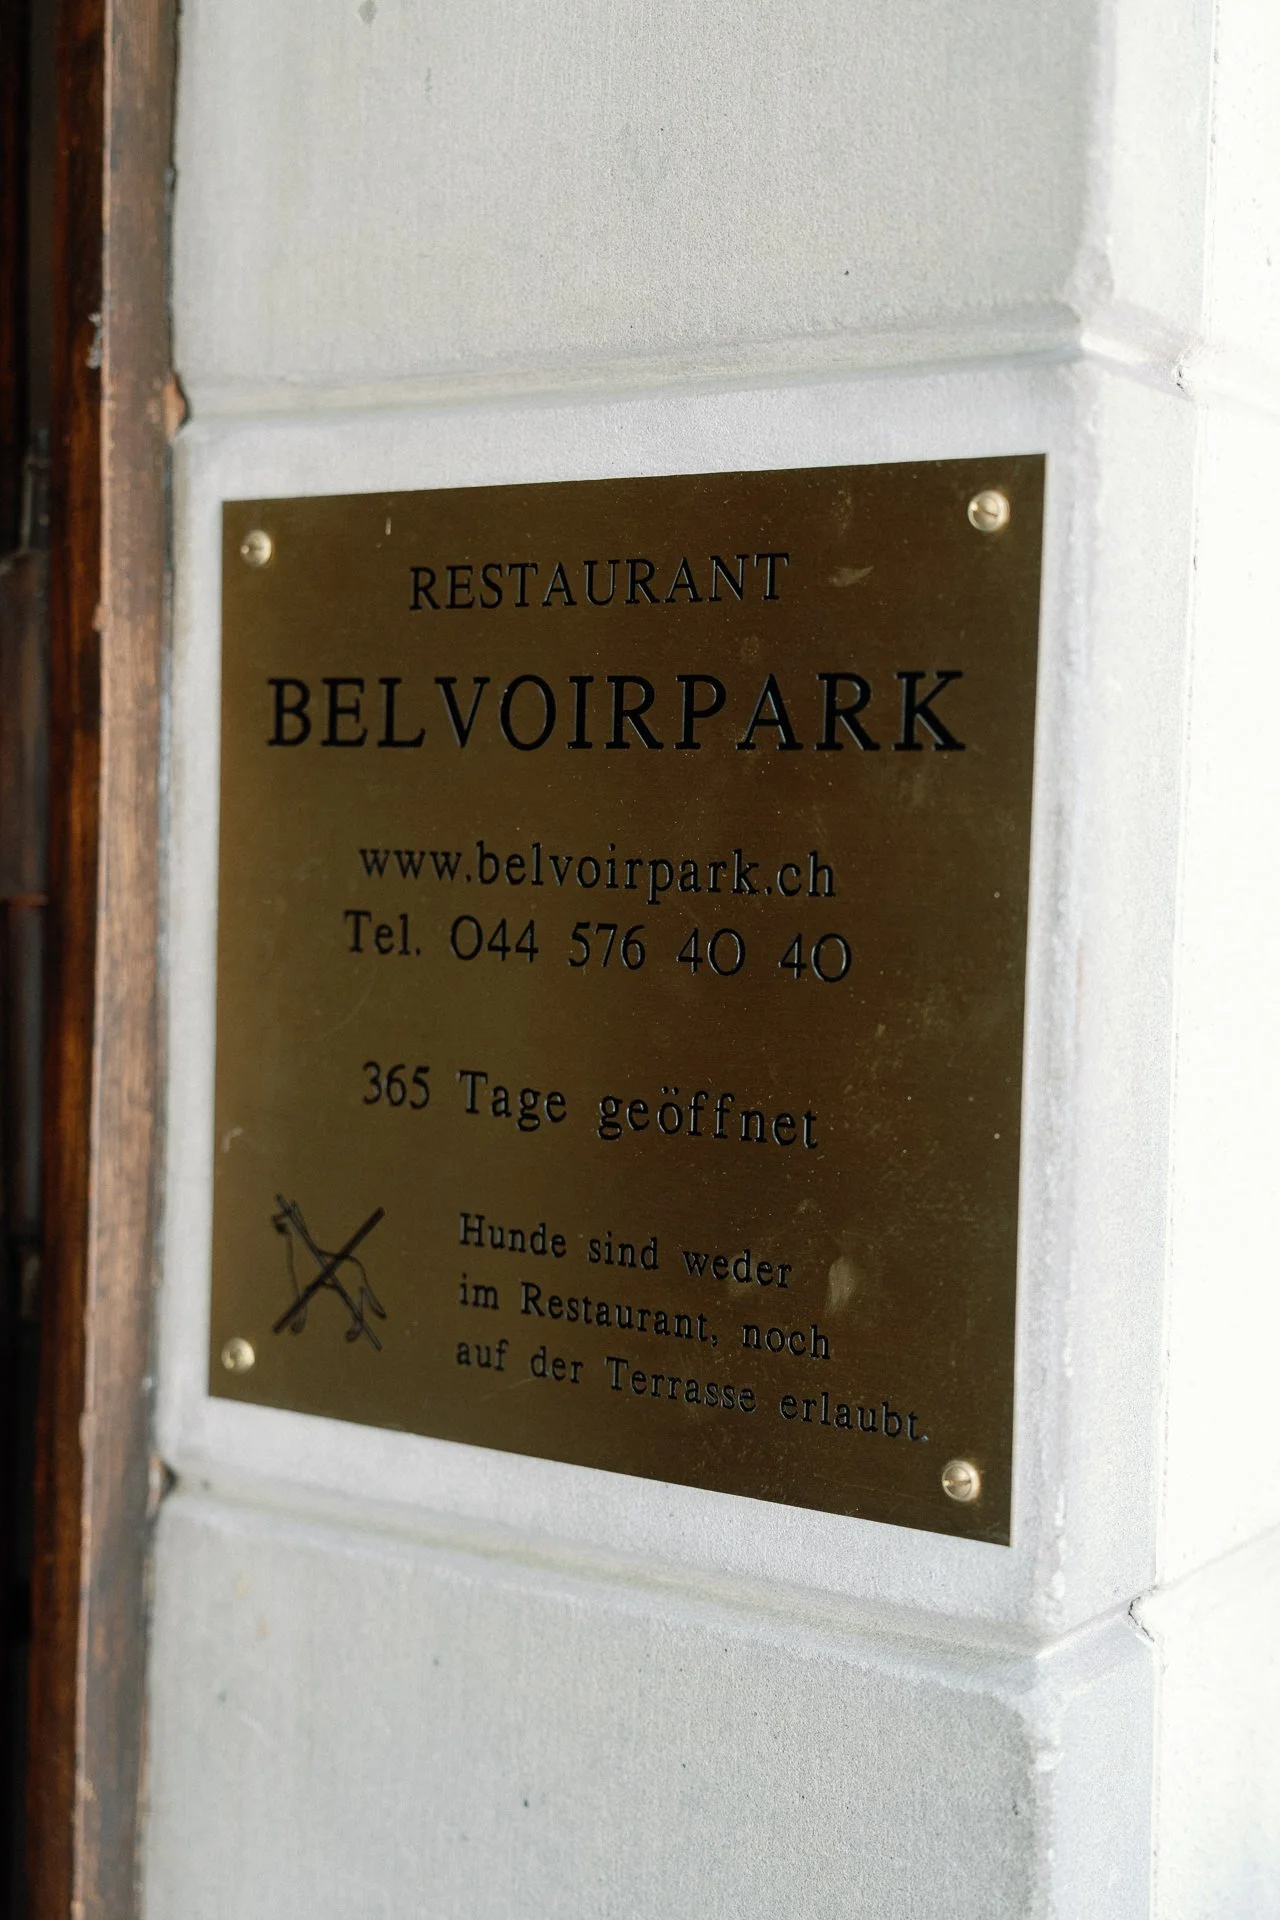 RESTAURANT
BELVOIRPARK
www.belvoirpark.ch
Tel. 044 576 40 40
365 Tage geöffnet
Hunde sind weder
im Restaurant, noch
auf der Terrasse erlaubt.